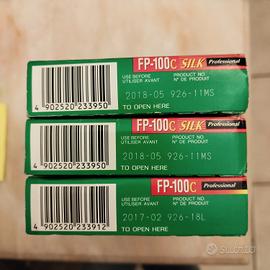 FP-100C SILK Professional
USE BEFORE PRODUCT NO.
UTILISER AVANT N° DE PRODUIT
2018-05 926-11MS
TO OPEN HERE
4 902520 233950
FP-100C SILK Professional
USE BEFORE PRODUCT NO.
UTILISER AVANT N° DE PRODUIT
2018-05 926-11MS
TO OPEN HERE
4 902520 233950
FP-100C Professional
USE BEFORE PRODUCT NO.
UTILISER AVANT N° DE PRODUIT
2017-02 926-18L
TO OPEN HERE
4 902520 233912
Subito.it